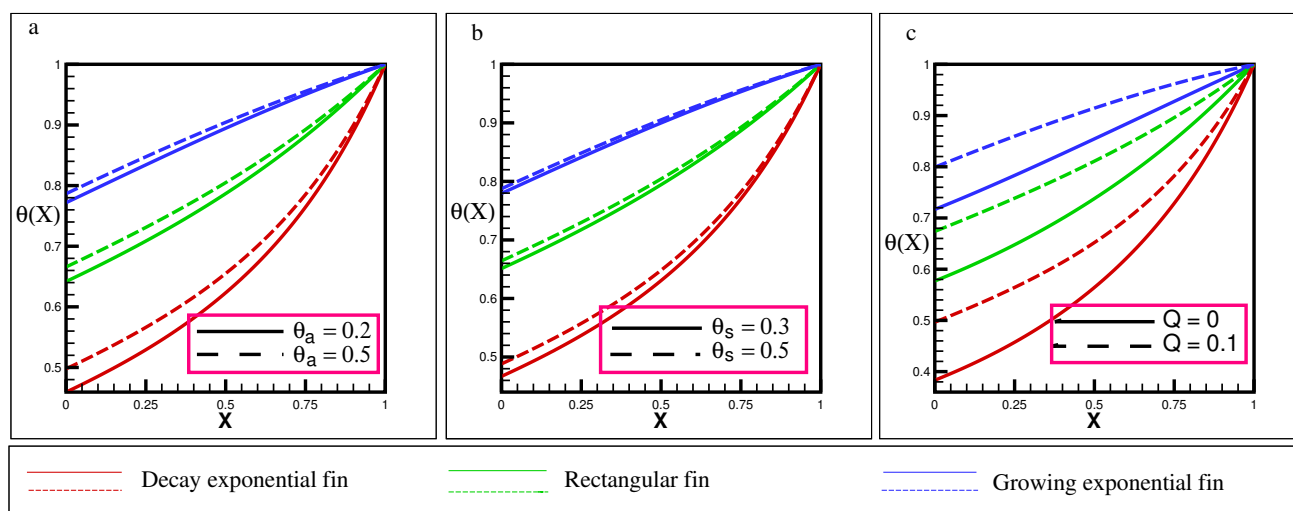 a
1
0.9
0.8
θ(X)
0.7
0.6
0.5
θa = 0.2
θa = 0.5
0 0.25 0.5 0.75 1
X
b
1
0.9
0.8
θ(X)
0.7
0.6
0.5
θs = 0.3
θs = 0.5
0 0.25 0.5 0.75 1
X
c
1
0.9
0.8
0.7
θ(X)
0.6
0.5
0.4
Q = 0
Q = 0.1
0 0.25 0.5 0.75 1
X
Decay exponential fin
Rectangular fin
Growing exponential fin